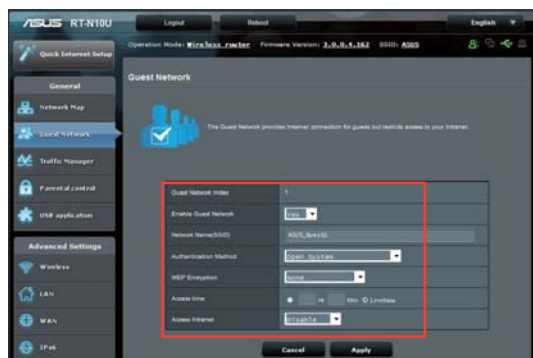 ASUS RT-N10U
Logout Reboot English
Operation Mode: Wireless router Firmware Version: 3.0.0.4.162 SSID: ASUS
Quick Internet Setup
General
Network Map
Guest Network
Traffic Manager
Parental control
USB application
Advanced Settings
Wireless
LAN
WAN
IPv6
Guest Network
The Guest Network provides Internet connection for guests but restricts access to your Intranet.
Guest Network Index 1
Enable Guest Network Yes
Network Name(SSID) ASUS_Guest1
Authentication Method Open System
WEP Encryption None
Access time Min Limitless
Access Intranet Disable
Cancel Apply